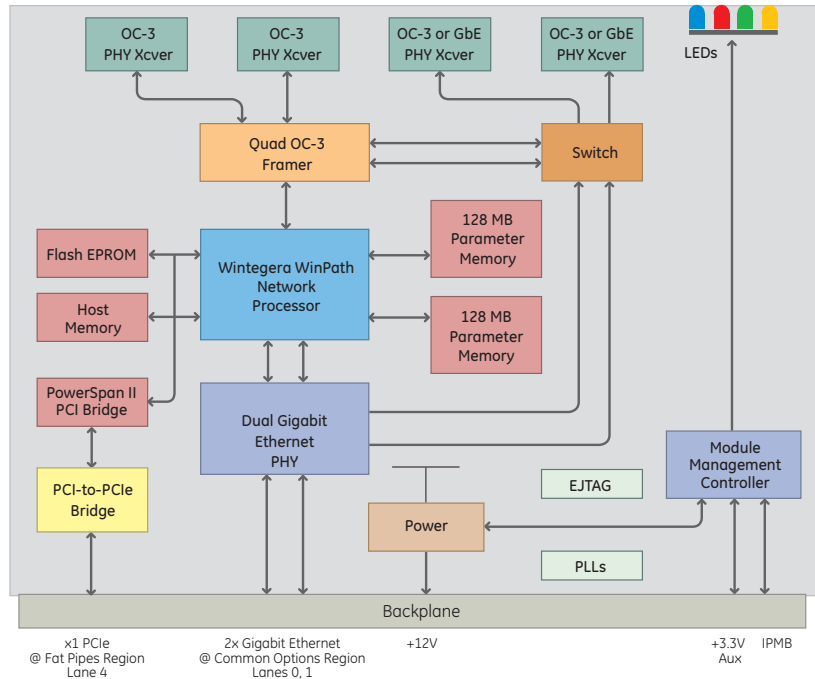 OC-3
PHY Xcver
OC-3
PHY Xcver
OC-3 or GbE
PHY Xcver
OC-3 or GbE
PHY Xcver
LEDs
Quad OC-3
Framer
Switch
Flash EPROM
Wintegera WinPath
Network
Processor
128 MB
Parameter
Memory
Host
Memory
128 MB
Parameter
Memory
PowerSpan II
PCI Bridge
Dual Gigabit
Ethernet
PHY
Module
Management
Controller
PCI-to-PCIe
Bridge
EJTAG
Power
PLLs
Backplane
x1 PCIe
@ Fat Pipes Region
Lane 4
2x Gigabit Ethernet
@ Common Options Region
Lanes 0, 1
+12V
+3.3V
Aux
IPMB